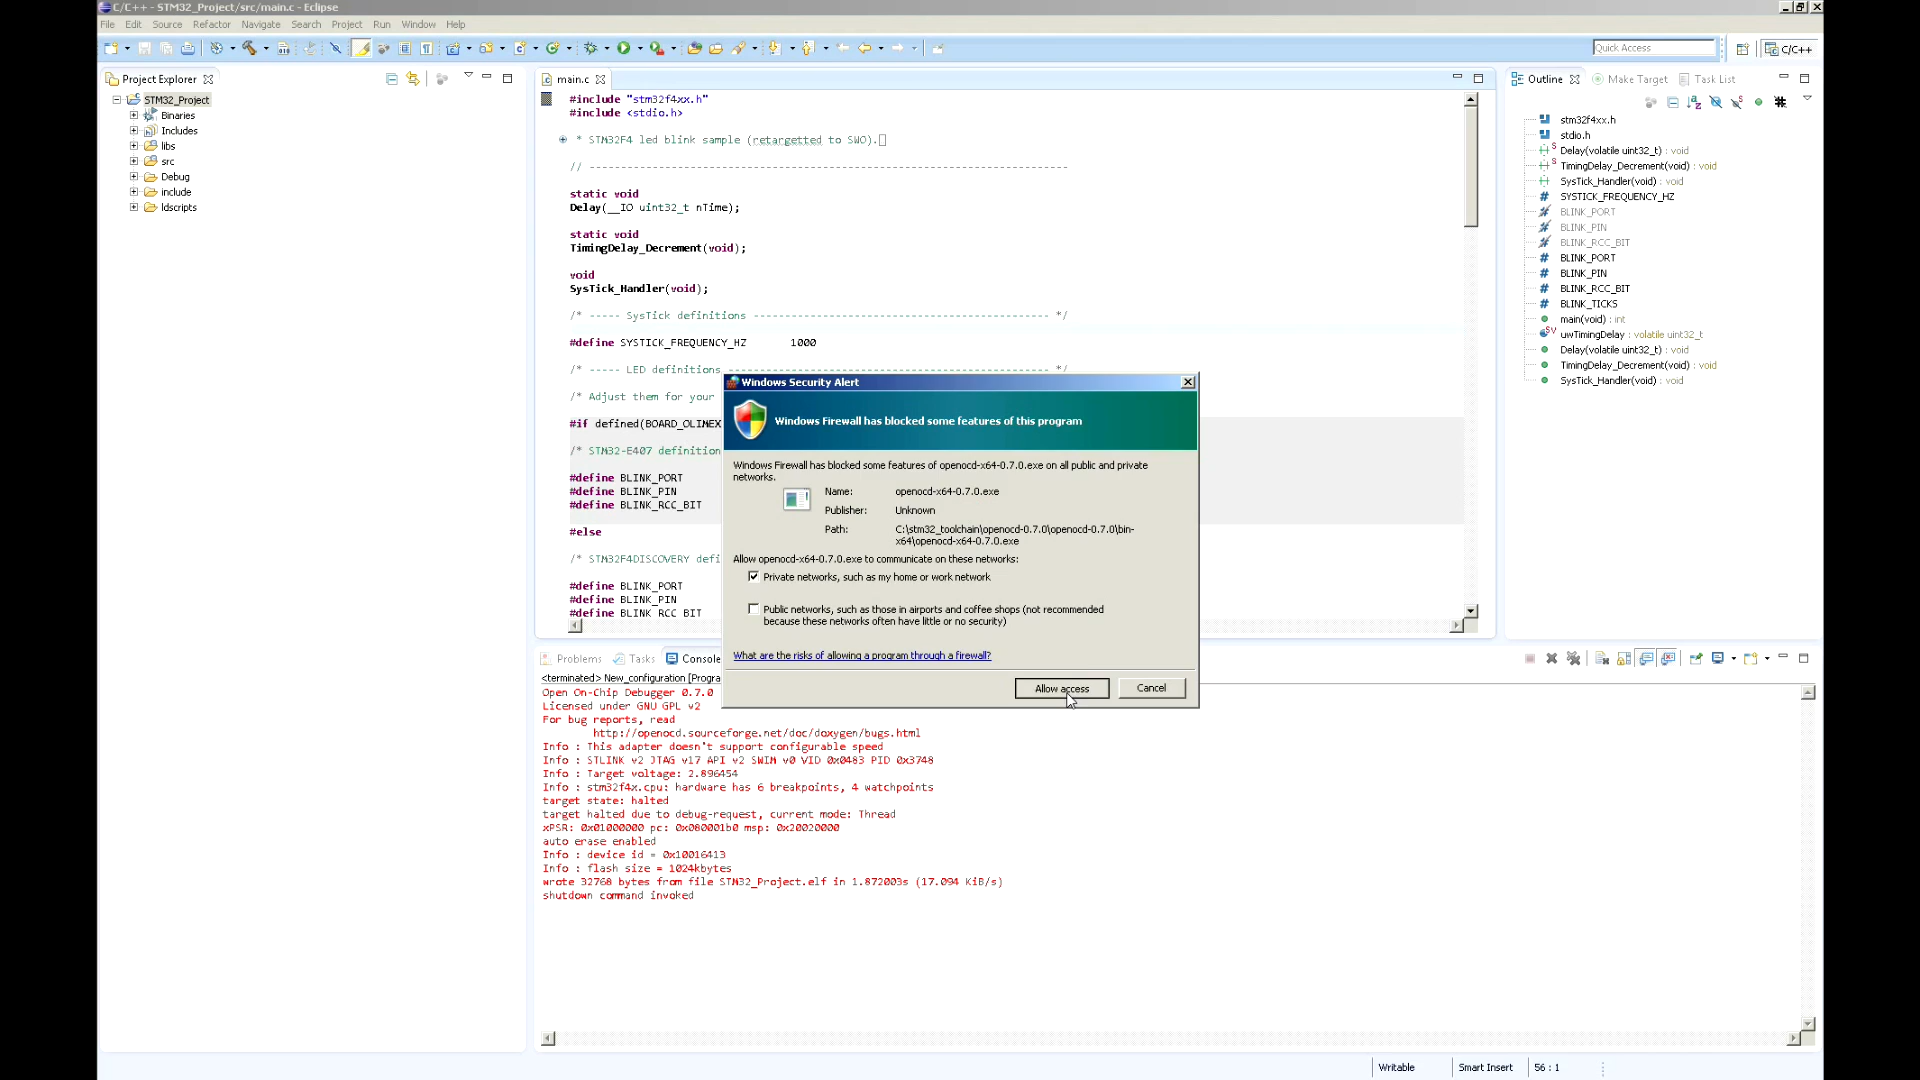 C/C++ - STM32_Project/src/main.c - Eclipse
File Edit Source Refactor Navigate Search Project Run Window Help
Quick Access
C/C++
Project Explorer
STM32_Project
Binaries
Includes
libs
src
Debug
include
ldscripts
main.c
#include "stm32f4xx.h"
#include <stdio.h>
* STM32F4 led blink sample (retargetted to SWO).
// ----------------------------------------------------------------------------
static void
Delay(__IO uint32_t nTime);
static void
TimingDelay_Decrement(void);
void
SysTick_Handler(void);
/* ----- SysTick definitions ----------------------------------------------- */
#define SYSTICK_FREQUENCY_HZ 1000
/* ----- LED definitions --------------------------------------------------- */
/* Adjust them for your
#if defined(BOARD_OLIMEX
/* STM32-E407 definition
#define BLINK_PORT
#define BLINK_PIN
#define BLINK_RCC_BIT
#else
/* STM32F4DISCOVERY defi
#define BLINK_PORT
#define BLINK_PIN
#define BLINK_RCC_BIT
Windows Security Alert
Windows Firewall has blocked some features of this program
Windows Firewall has blocked some features of openocd-x64-0.7.0.exe on all public and private
networks.
Name: openocd-x64-0.7.0.exe
Publisher: Unknown
Path: C:\stm32_toolchain\openocd-0.7.0\openocd-0.7.0\bin-
x64\openocd-x64-0.7.0.exe
Allow openocd-x64-0.7.0.exe to communicate on these networks:
Private networks, such as my home or work network
Public networks, such as those in airports and coffee shops (not recommended
because these networks often have little or no security)
What are the risks of allowing a program through a firewall?
Allow access Cancel
Outline Make Target Task List
stm32f4xx.h
stdio.h
Delay(volatile uint32_t) : void
TimingDelay_Decrement(void) : void
SysTick_Handler(void) : void
SYSTICK_FREQUENCY_HZ
BLINK_PORT
BLINK_PIN
BLINK_RCC_BIT
BLINK_PORT
BLINK_PIN
BLINK_RCC_BIT
BLINK_TICKS
main(void) : int
uwTimingDelay : volatile uint32_t
Delay(volatile uint32_t) : void
TimingDelay_Decrement(void) : void
SysTick_Handler(void) : void
Problems Tasks Console
<terminated> New_configuration [Progra
Open On-Chip Debugger 0.7.0
Licensed under GNU GPL v2
For bug reports, read
http://openocd.sourceforge.net/doc/doxygen/bugs.html
Info : This adapter doesn't support configurable speed
Info : STLINK v2 JTAG v17 API v2 SWIM v0 VID 0x0483 PID 0x3748
Info : Target voltage: 2.896454
Info : stm32f4x.cpu: hardware has 6 breakpoints, 4 watchpoints
target state: halted
target halted due to debug-request, current mode: Thread
xPSR: 0x01000000 pc: 0x080001b0 msp: 0x20020000
auto erase enabled
Info : device id = 0x10016413
Info : flash size = 1024kbytes
wrote 32768 bytes from file STM32_Project.elf in 1.872003s (17.094 KiB/s)
shutdown command invoked
Writable Smart Insert 56 : 1